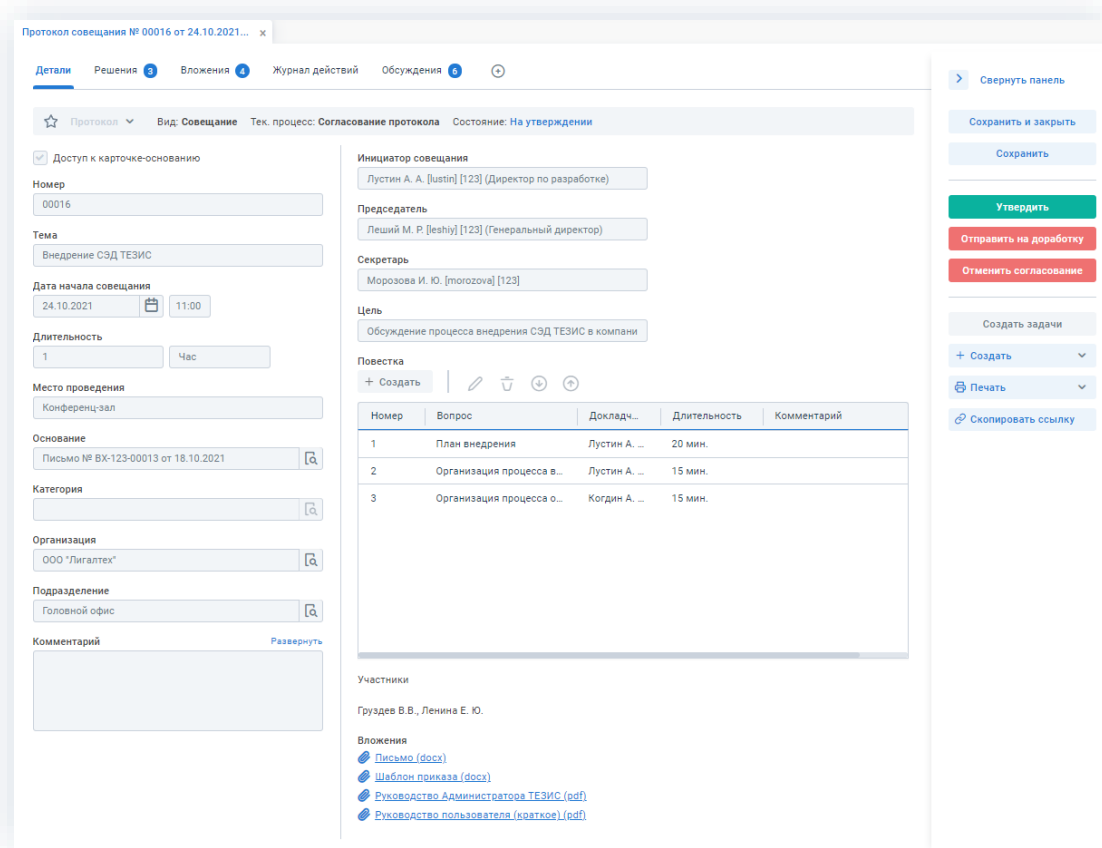 Протокол совещания № 00016 от 24.10.2021... ×
Детали Решения 3 Вложения 4 Журнал действий Обсуждения 6
Протокол Вид: Совещание Тек. процесс: Согласование протокола Состояние: На утверждении
Доступ к карточке-основанию
Номер
00016
Тема
Внедрение СЭД ТЕЗИС
Дата начала совещания
24.10.2021 11:00
Длительность
1 Час
Место проведения
Конференц-зал
Основание
Письмо № ВХ-123-00013 от 18.10.2021
Категория
Организация
ООО "Лигалтех"
Подразделение
Головной офис
Комментарий Развернуть
Инициатор совещания
Лустин А. А. [lustin] [123] (Директор по разработке)
Председатель
Леший М. Р. [leshiy] [123] (Генеральный директор)
Секретарь
Морозова И. Ю. [morozova] [123]
Цель
Обсуждение процесса внедрения СЭД ТЕЗИС в компани
Повестка
+ Создать
Номер Вопрос Докладч... Длительность Комментарий
1 План внедрения Лустин А. ... 20 мин.
2 Организация процесса в... Лустин А. ... 15 мин.
3 Организация процесса о... Когдин А. ... 15 мин.
Участники
Груздев В.В., Ленина Е. Ю.
Вложения
Письмо (docx)
Шаблон приказа (docx)
Руководство Администратора ТЕЗИС (pdf)
Руководство пользователя (краткое) (pdf)
Свернуть панель
Сохранить и закрыть
Сохранить
Утвердить
Отправить на доработку
Отменить согласование
Создать задачи
+ Создать
Печать
Скопировать ссылку